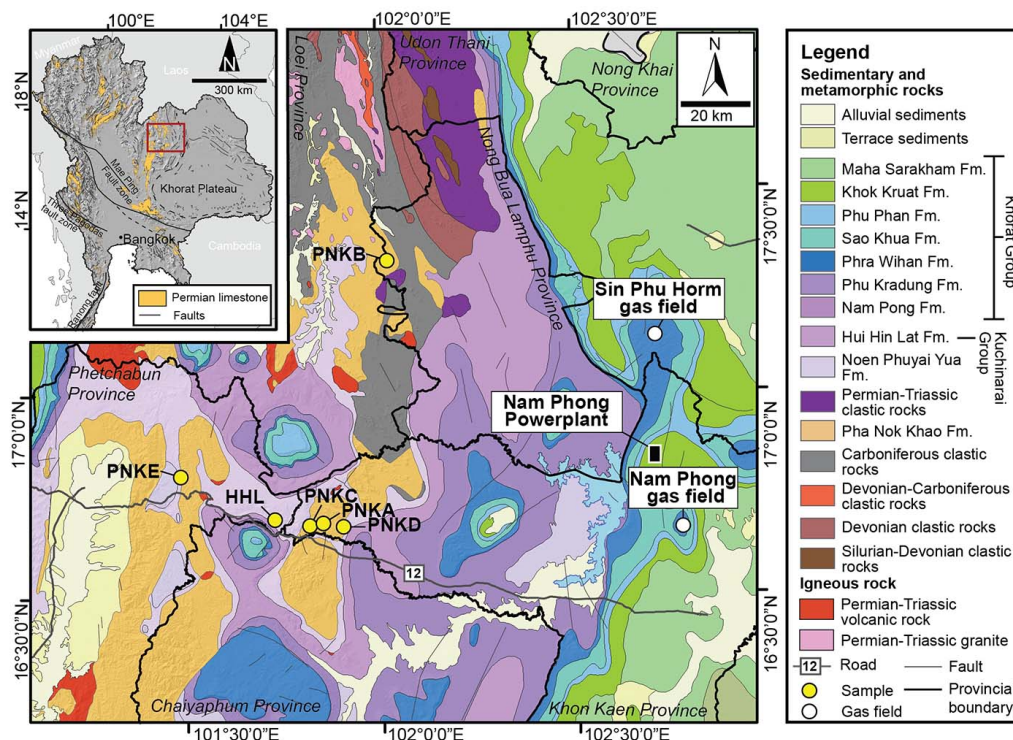 100°E
104°E
18°N
14°N
Myanmar
Laos
N
300 km
Mae Ping
Fault zone
Khorat Plateau
Three Pagodas
fault zone
Bangkok
Cambodia
Ranong fault
Permian limestone
Faults
102°0'0"E
102°30'0"E
Loei Province
Udon Thani
Province
Nong Khai
Province
N
20 km
Nong Bua Lamphu Province
17°30'0"N
PNKB
Sin Phu Horm
gas field
Phetchabun
Province
Nam Phong
Powerplant
17°0'0"N
17°0'0"N
PNKE
HHL
PNKC
PNKA
PNKD
Nam Phong
gas field
12
16°30'0"N
16°30'0"N
Chaiyaphum Province
Khon Kaen Province
101°30'0"E
102°0'0"E
102°30'0"E
Legend
Sedimentary and
metamorphic rocks
Alluvial sediments
Terrace sediments
Maha Sarakham Fm.
Khok Kruat Fm.
Phu Phan Fm.
Sao Khua Fm.
Phra Wihan Fm.
Phu Kradung Fm.
Nam Pong Fm.
Khorat Group
Hui Hin Lat Fm.
Noen Phuyai Yua
Fm.
Kuchinarai
Group
Permian-Triassic
clastic rocks
Pha Nok Khao Fm.
Carboniferous clastic
rocks
Devonian-Carboniferous
clastic rocks
Devonian clastic rocks
Silurian-Devonian clastic
rocks
Igneous rock
Permian-Triassic
volcanic rock
Permian-Triassic granite
12
Road
Fault
Sample
Provincial
boundary
Gas field